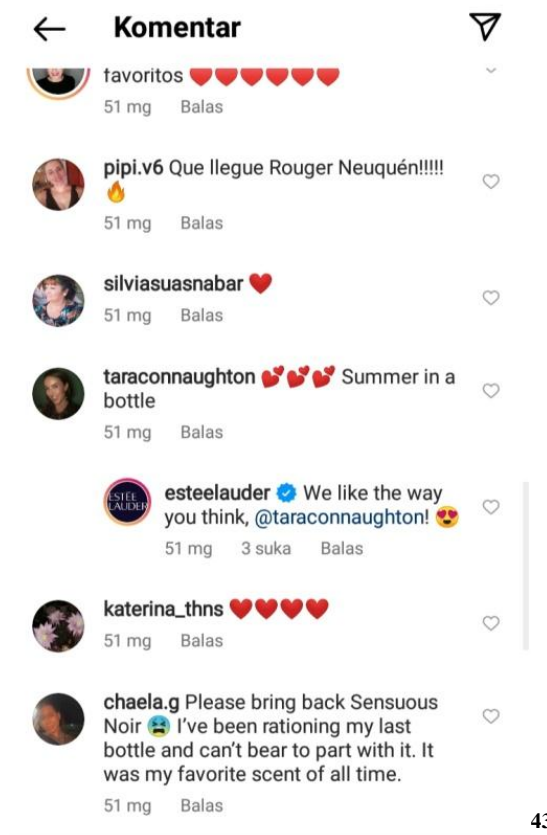 Komentar
favoritos ❤️❤️❤️❤️❤️❤️
51 mg Balas
pipi.v6 Que llegue Rouger Neuquén!!!!!
🔥
51 mg Balas
silviasuasnabar ❤️
51 mg Balas
taraconnaughton 💕💕💕 Summer in a
bottle
51 mg Balas
ESTĒE
LAUDER
esteelauder We like the way
you think, @taraconnaughton! 😍
51 mg 3 suka Balas
katerina_thns ❤️❤️❤️❤️
51 mg Balas
chaela.g Please bring back Sensuous
Noir 😫 I've been rationing my last
bottle and can't bear to part with it. It
was my favorite scent of all time.
51 mg Balas
43